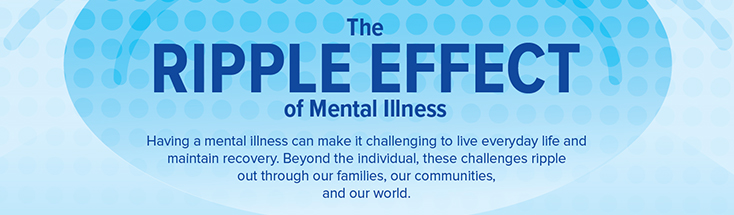 The
RIPPLE EFFECT
of Mental Illness
Having a mental illness can make it challenging to live everyday life and
maintain recovery. Beyond the individual, these challenges ripple
out through our families, our communities,
and our world.